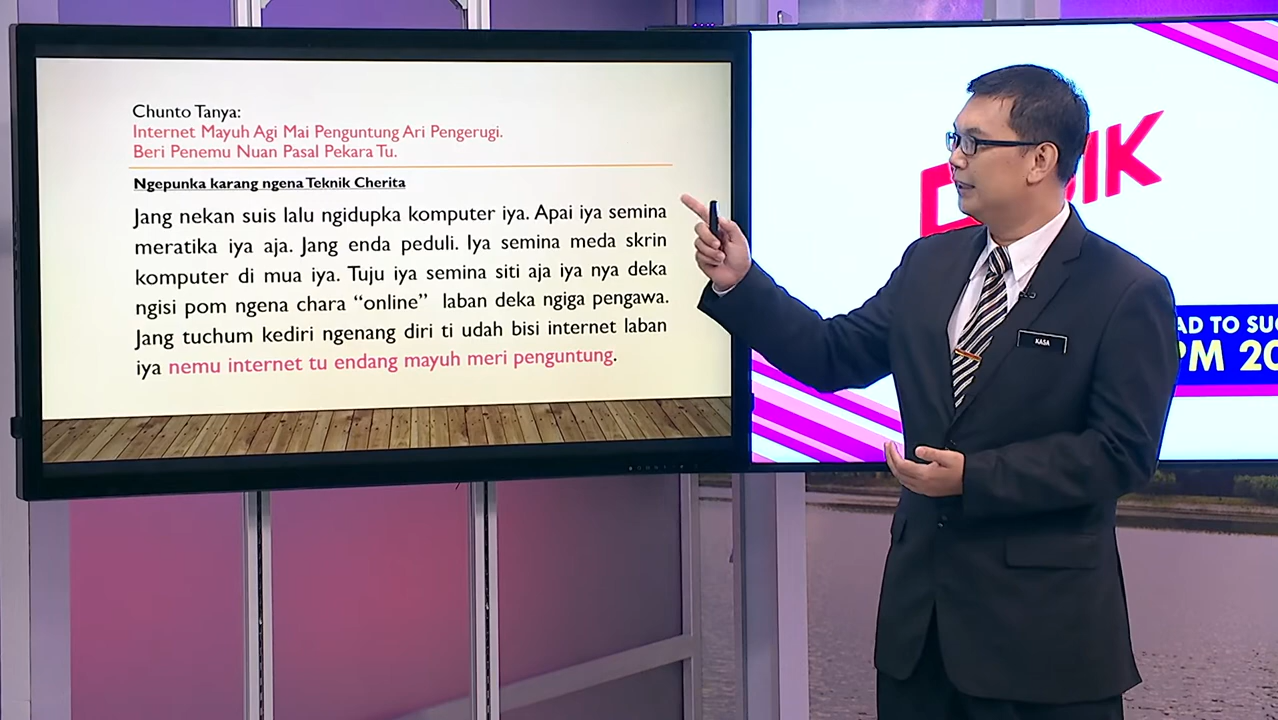 Chunto Tanya:
Internet Mayuh Agi Mai Penguntung Ari Pengerugi.
Beri Penemu Nuan Pasal Pekara Tu.
Ngepunka karang ngena Teknik Cherita
Jang nekan suis lalu ngidupka komputer iya. Apai iya semina
meratika iya aja. Jang enda peduli. Iya semina meda skrin
komputer di mua iya. Tuju iya semina siti aja iya nya deka
ngisi pom ngena chara “online” laban deka ngiga pengawa.
Jang tuchum kediri ngenang diri ti udah bisi internet laban
iya nemu internet tu endang mayuh meri penguntung.
KASA